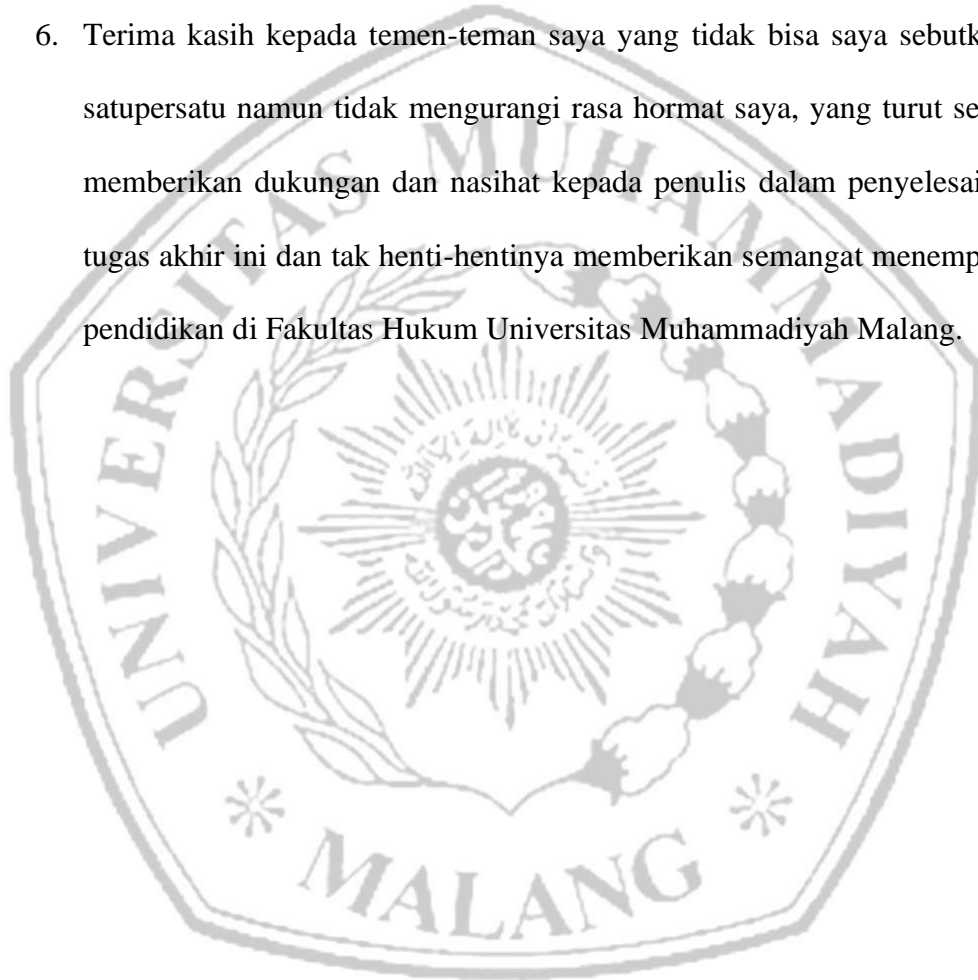 6. Terima kasih kepada temen-teman saya yang tidak bisa saya sebutk
satupersatu namun tidak mengurangi rasa hormat saya, yang turut se
memberikan dukungan dan nasihat kepada penulis dalam penyelesai
tugas akhir ini dan tak henti-hentinya memberikan semangat menemp
pendidikan di Fakultas Hukum Universitas Muhammadiyah Malang.
UNIVERSITAS MUHAMMADIYAH
MALANG